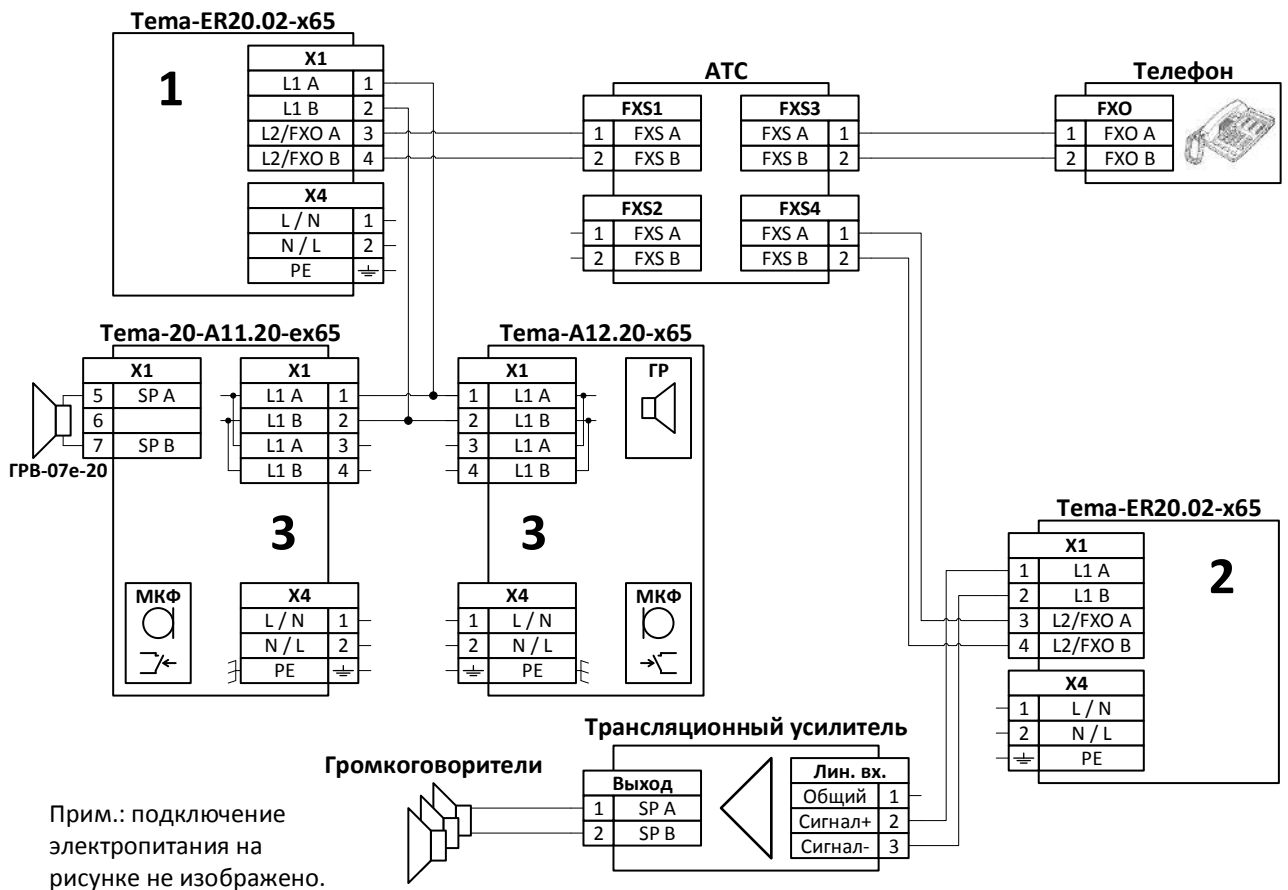 Tema-ER20.02-x65
1
X1
L1 A 1
L1 B 2
L2/FXO A 3
L2/FXO B 4
X4
L / N 1
N / L 2
PE
АТС
FXS1
1 FXS A
2 FXS B
FXS3
FXS A 1
FXS B 2
FXS2
1 FXS A
2 FXS B
FXS4
FXS A 1
FXS B 2
Телефон
FXO
1 FXO A
2 FXO B
Tema-20-A11.20-ex65
X1
5 SP A
6
7 SP B
ГРВ-07е-20
X1
L1 A 1
L1 B 2
L1 A 3
L1 B 4
3
МКФ
X4
L / N 1
N / L 2
PE
Tema-A12.20-x65
X1
1 L1 A
2 L1 B
3 L1 A
4 L1 B
ГР
3
X4
1 L / N
2 N / L
PE
МКФ
Tema-ER20.02-x65
X1
1 L1 A
2 L1 B
3 L2/FXO A
4 L2/FXO B
2
X4
1 L / N
2 N / L
PE
Трансляционный усилитель
Громкоговорители
Выход
1 SP A
2 SP B
Лин. вх.
Общий 1
Сигнал+ 2
Сигнал- 3
Прим.: подключение
электропитания на
рисунке не изображено.